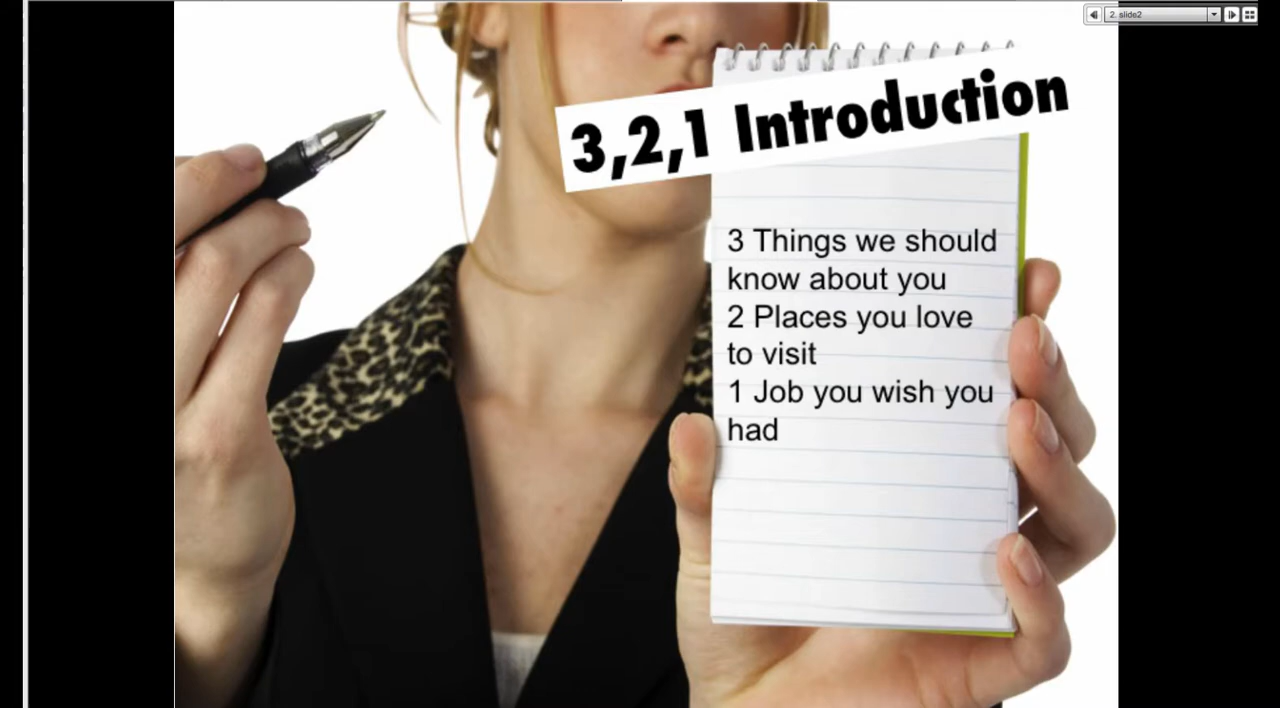 2. slide2
3,2,1 Introduction
3 Things we should
know about you
2 Places you love
to visit
1 Job you wish you
had